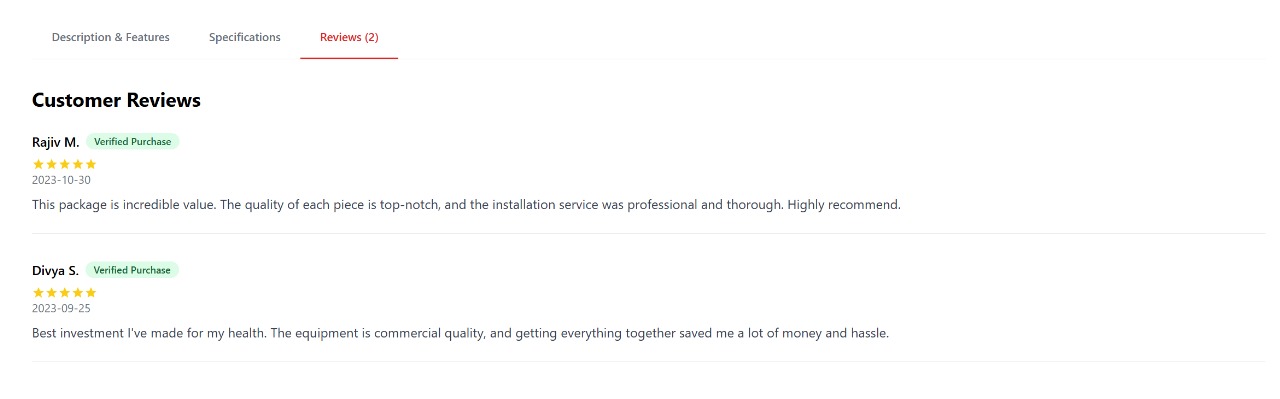 Description & Features
Specifications
Reviews (2)
Customer Reviews
Rajiv M.
Verified Purchase
2023-10-30
This package is incredible value. The quality of each piece is top-notch, and the installation service was professional and thorough. Highly recommend.
Divya S.
Verified Purchase
2023-09-25
Best investment I've made for my health. The equipment is commercial quality, and getting everything together saved me a lot of money and hassle.